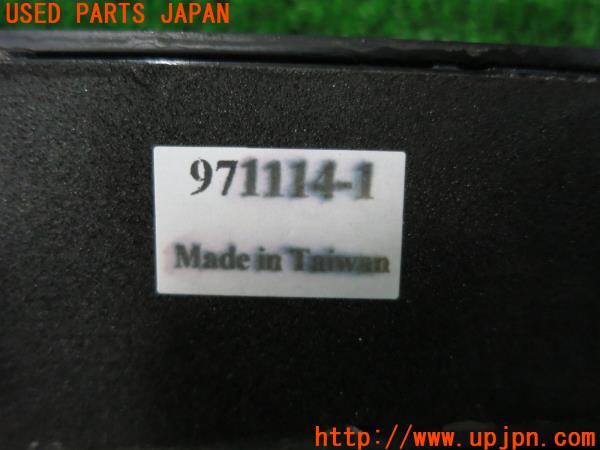 USED PARTS JAPAN
971114-1
Made in Taiwan
http://www.upjpn.com